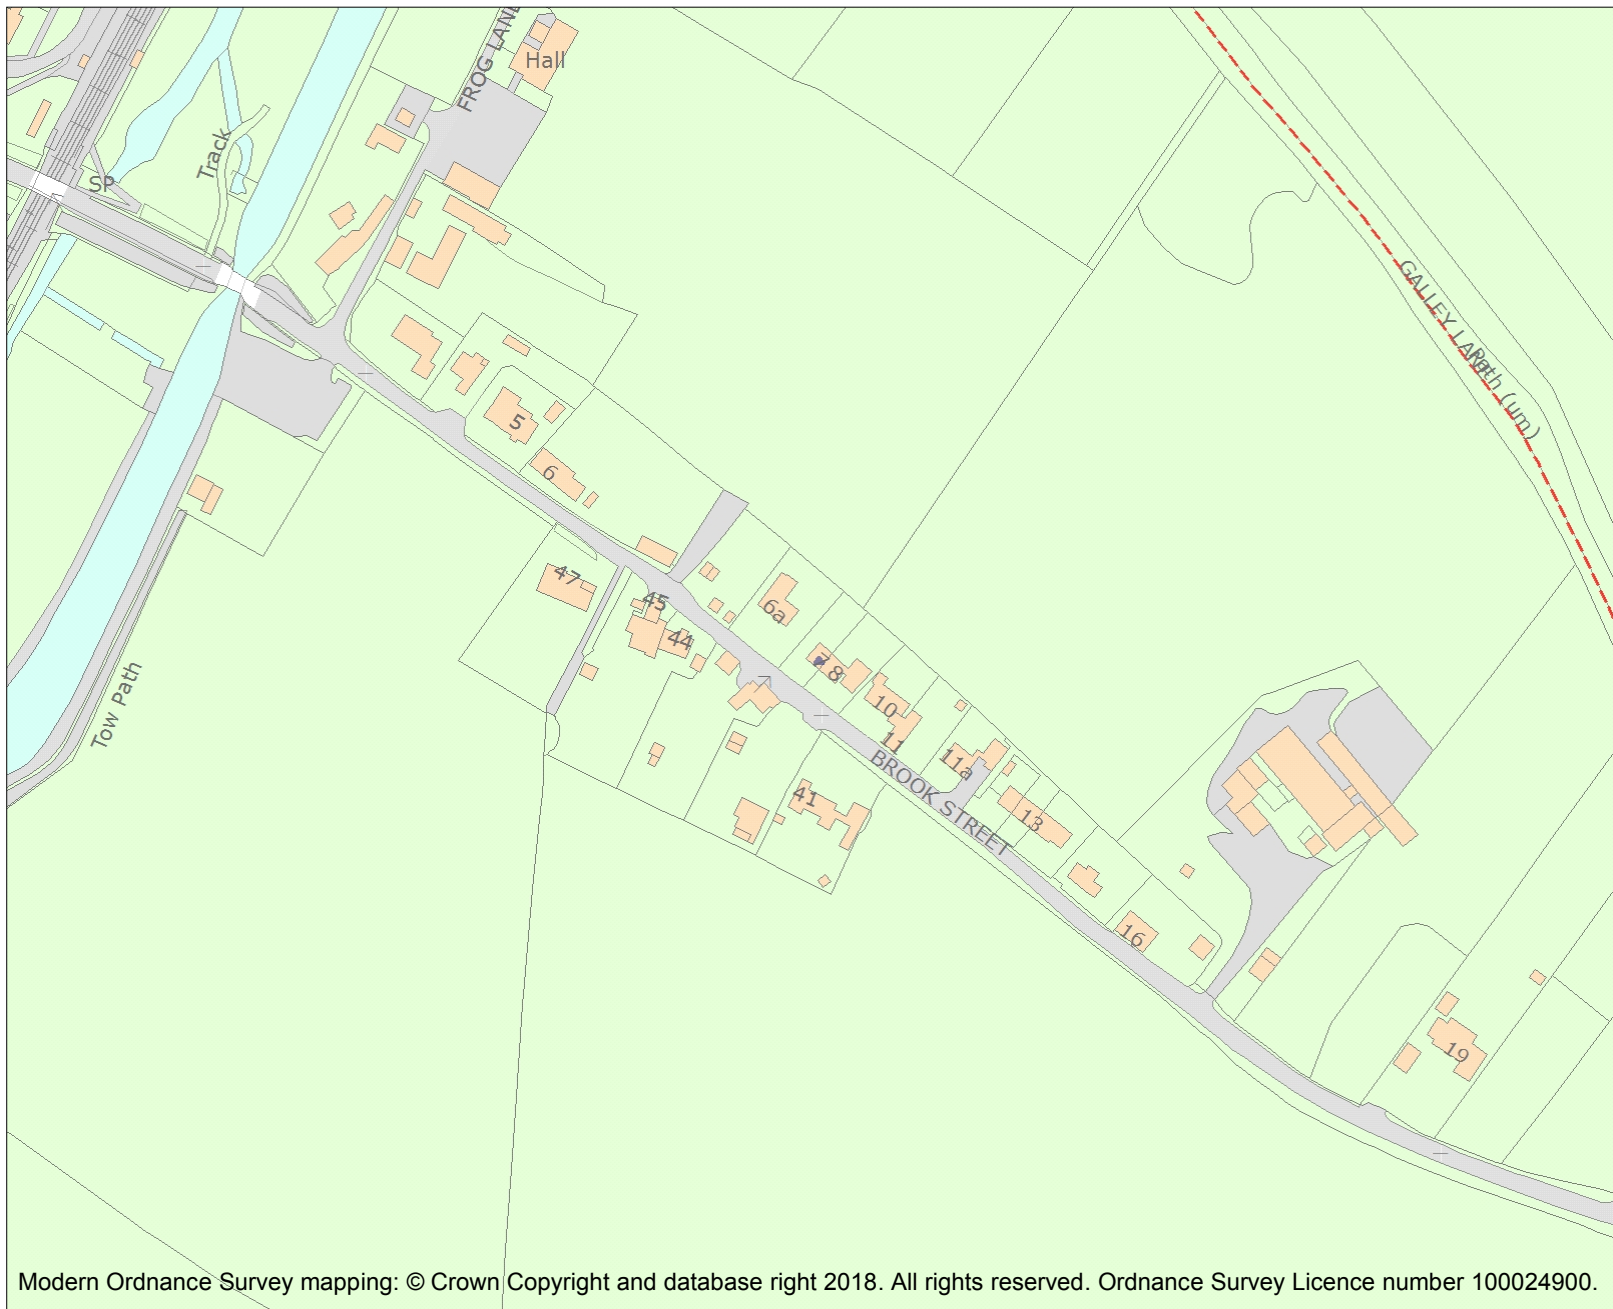 FROG LANE
Hall
Track
SP
GALLEY LANE
Path (um)
5
6
47
45
44
6a
7
8
10
11
11a
BROOK STREET
41
13
16
19
Tow Path
Modern Ordnance Survey mapping: © Crown Copyright and database right 2018. All rights reserved. Ordnance Survey Licence number 100024900.